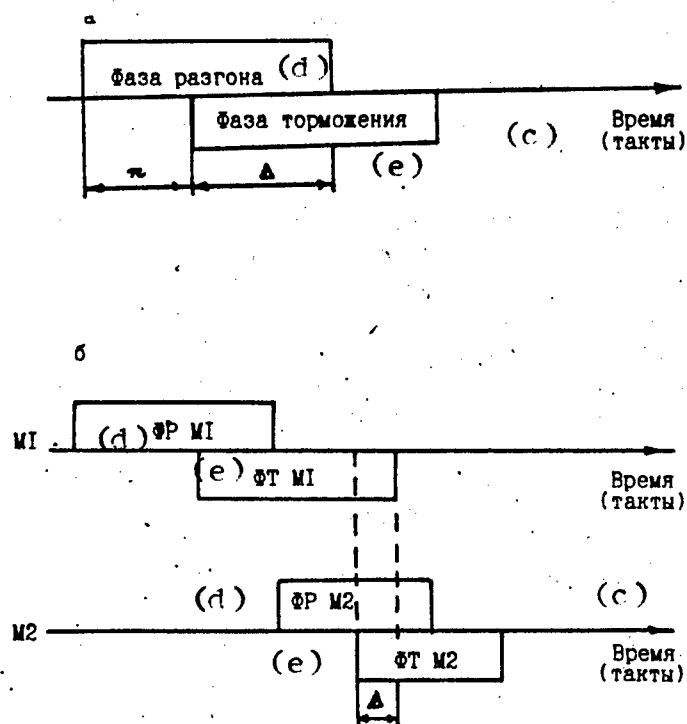 а
Фаза разгона (d)
Фаза торможения
Время
(такты)
(c)
(e)
n Δ
б
MI (d) ФР MI
(e) ФТ MI
Время
(такты)
(d) ФР M2 (c)
M2
(e) ФТ M2
Время
(такты)
Δ